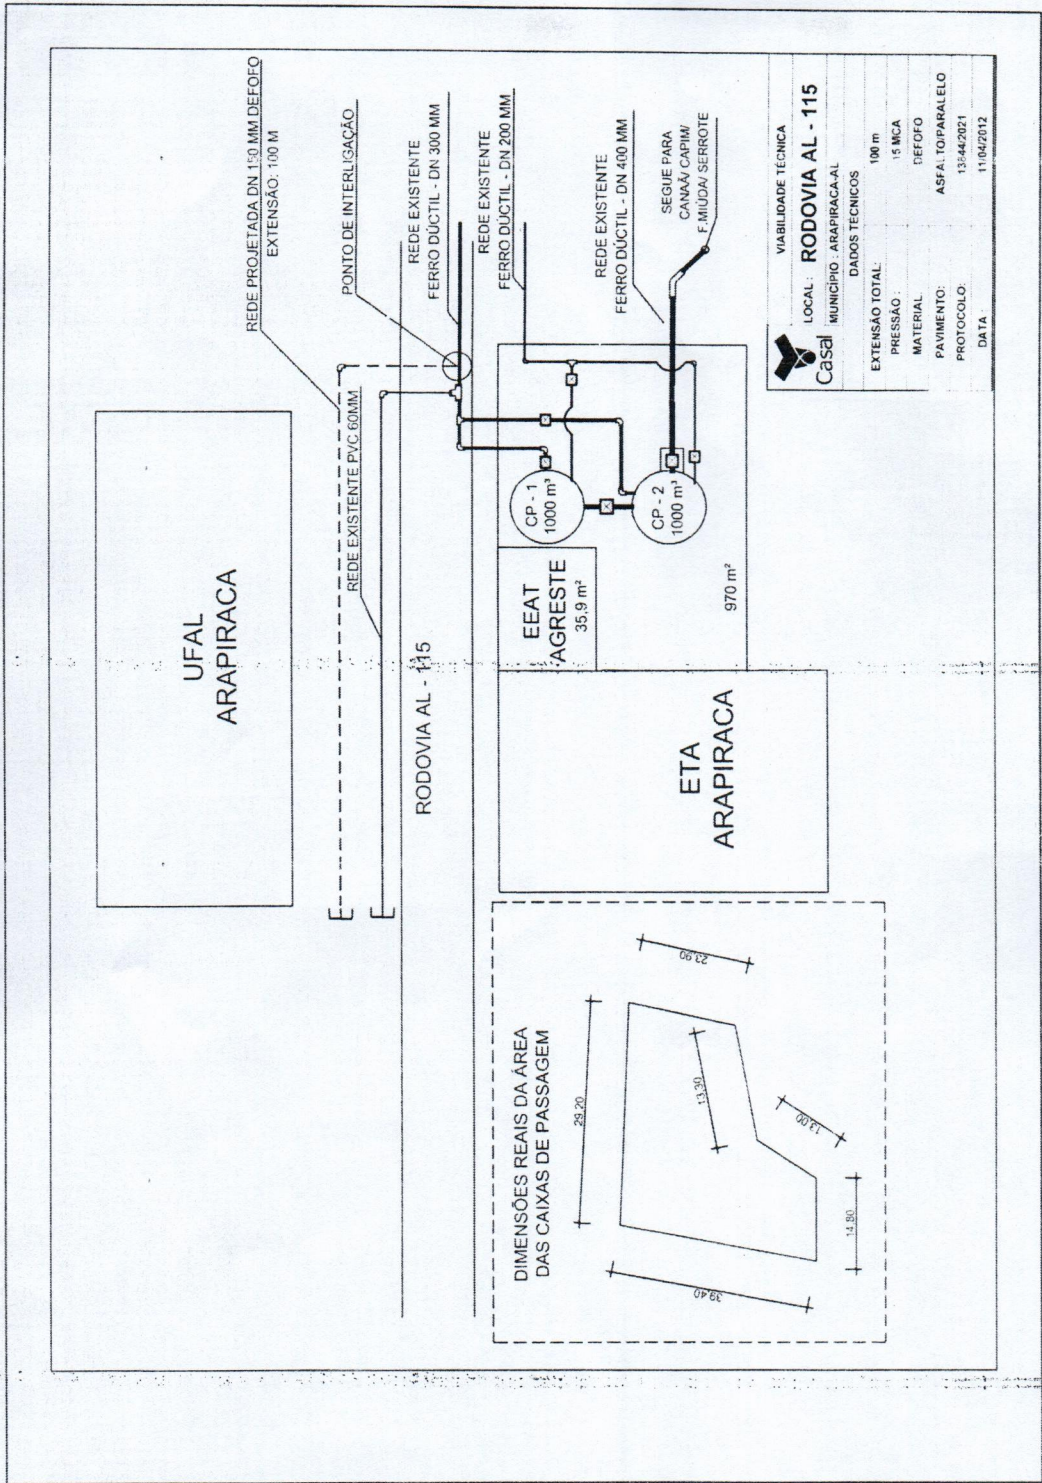 REDE PROJETADA DN 150 MM DEFOFO
EXTENSÃO: 100 M
PONTO DE INTERLIGAÇÃO
REDE EXISTENTE
FERRO DÚCTIL - DN 300 MM
REDE EXISTENTE
FERRO DÚCTIL - DN 200 MM
REDE EXISTENTE
FERRO DÚCTIL - DN 400 MM
SEGUE PARA
CANAÃ/ CAPIM/
F.MIÚDA/ SERROTE
UFAL
ARAPIRACA
REDE EXISTENTE PVC 60MM
RODOVIA AL - 115
CP - 1
1000 m³
CP - 2
1000 m³
EEAT
AGRESTE
35,9 m²
970 m²
ETA
ARAPIRACA
DIMENSÕES REAIS DA ÁREA
DAS CAIXAS DE PASSAGEM
29,20
23,90
13,30
13,00
14,80
39,40
Casal
VIABILIDADE TÉCNICA
LOCAL : RODOVIA AL - 115
MUNICÍPIO : ARAPIRACA-AL
DADOS TÉCNICOS
EXTENSÃO TOTAL: 100 m
PRESSÃO : 15 MCA
MATERIAL: DEFOFO
PAVIMENTO: ASFALTO/PARALELO
PROTOCOLO: 13844/2021
DATA : 11/04/2012